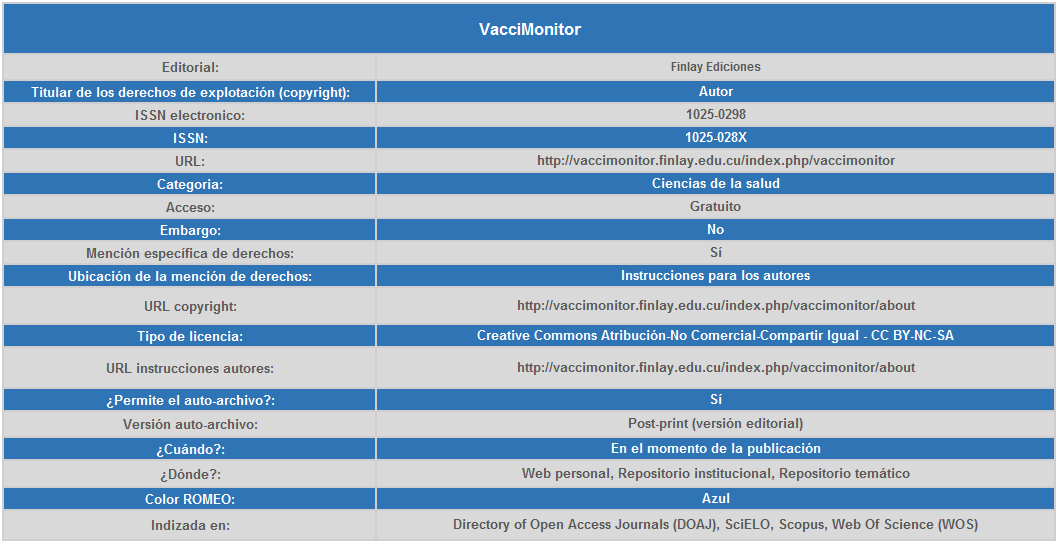 VacciMonitor
Editorial: Finlay Ediciones
Titular de los derechos de explotación (copyright): Autor
ISSN electronico: 1025-0298
ISSN: 1025-028X
URL: http://vaccimonitor.finlay.edu.cu/index.php/vaccimonitor
Categoria: Ciencias de la salud
Acceso: Gratuito
Embargo: No
Mención específica de derechos: Sí
Ubicación de la mención de derechos: Instrucciones para los autores
URL copyright: http://vaccimonitor.finlay.edu.cu/index.php/vaccimonitor/about
Tipo de licencia: Creative Commons Atribución-No Comercial-Compartir Igual - CC BY-NC-SA
URL instrucciones autores: http://vaccimonitor.finlay.edu.cu/index.php/vaccimonitor/about
¿Permite el auto-archivo?: Sí
Versión auto-archivo: Post-print (versión editorial)
¿Cuándo?: En el momento de la publicación
¿Dónde?: Web personal, Repositorio institucional, Repositorio temático
Color ROMEO: Azul
Indizada en: Directory of Open Access Journals (DOAJ), SciELO, Scopus, Web Of Science (WOS)